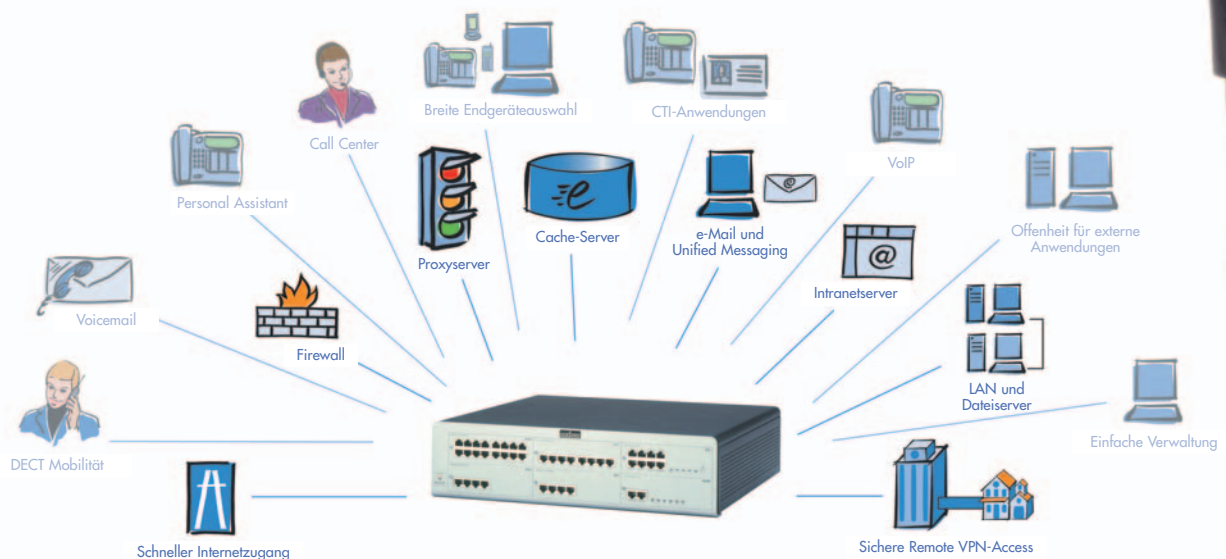 Breite Endgeräteauswahl
CTI-Anwendungen
Call Center
VoIP
Personal Assistant
Offenheit für externe
Anwendungen
e
Cache-Server
@
e-Mail und
Unified Messaging
Proxyserver
@
Intranetserver
Voicemail
Firewall
LAN und
Dateiserver
Einfache Verwaltung
DECT Mobilität
Schneller Internetzugang
Sichere Remote VPN-Access